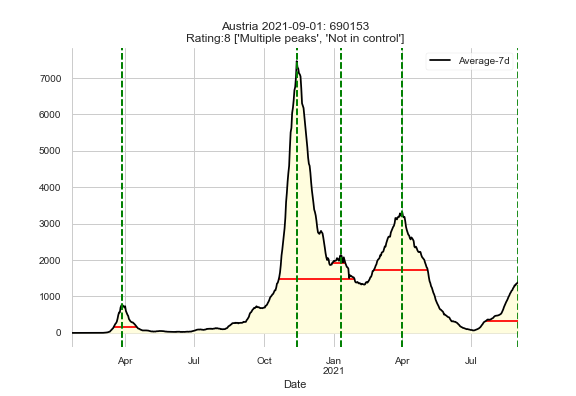 Austria 2021-09-01: 690153
Rating:8 ['Multiple peaks', 'Not in control']
Average-7d
7000
6000
5000
4000
3000
2000
1000
0
Apr
Jul
Oct
Jan
2021
Apr
Jul
Date